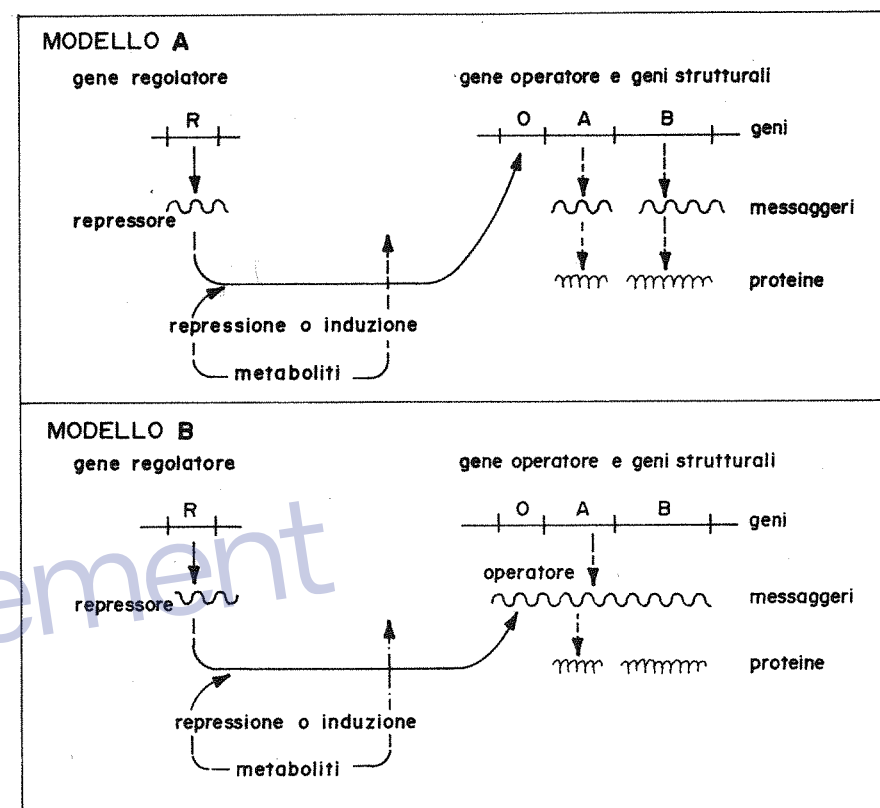 MODELLO A
gene regolatore
gene operatore e geni strutturali
R
O A B
geni
repressore
messaggeri
proteine
repressione o induzione
metaboliti
MODELLO B
gene regolatore
gene operatore e geni strutturali
R
O A B
geni
operatore
repressore
messaggeri
proteine
repressione o induzione
metaboliti
ement